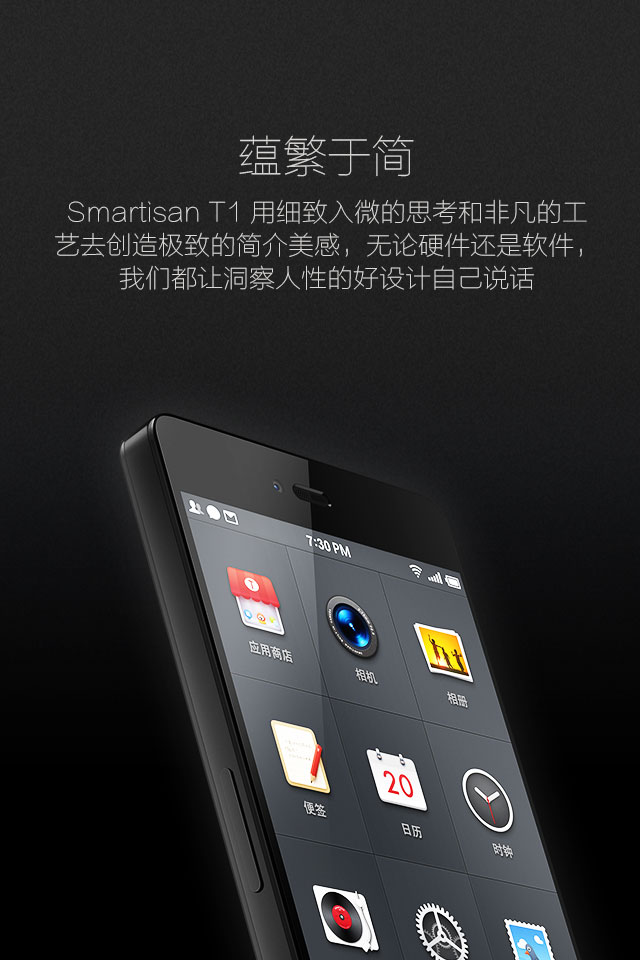 蕴繁于简
Smartisan T1 用细致入微的思考和非凡的工
艺去创造极致的简介美感，无论硬件还是软件，
我们都让洞察人性的好设计自己说话
7:30 PM
应用商店
相机
相册
便签
20
日历
时钟